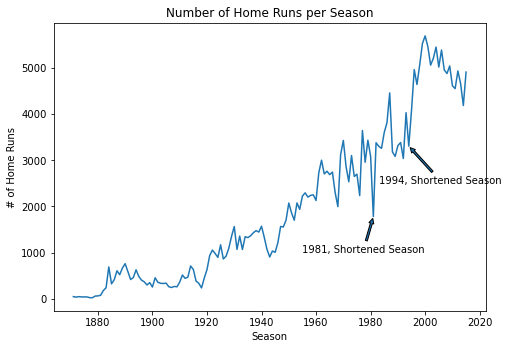 Number of Home Runs per Season
# of Home Runs
5000
4000
3000
2000
1000
0
1994, Shortened Season
1981, Shortened Season
1880
1900
1920
1940
1960
1980
2000
2020
Season